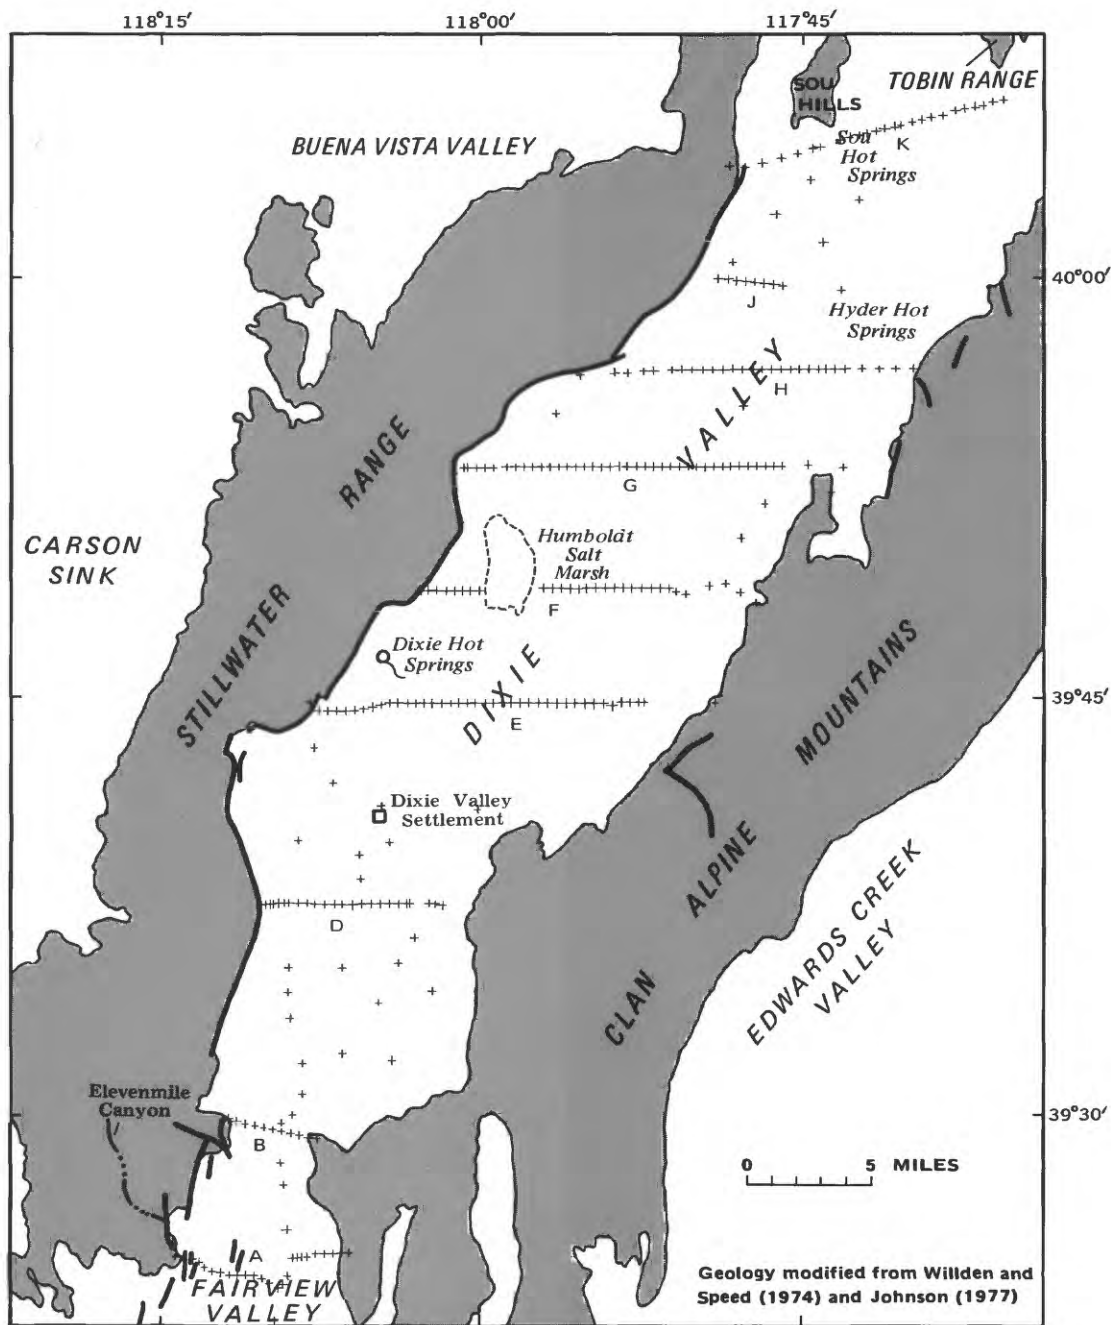 118°15′
118°00′
117°45′
SOU
HILLS
TOBIN RANGE
BUENA VISTA VALLEY
Sou
Hot
Springs
K
40°00′
J
Hyder Hot
Springs
VALLEY
H
RANGE
G
CARSON
SINK
Humboldt
Salt
Marsh
F
STILLWATER
Dixie Hot
Springs
DIXIE
MOUNTAINS
39°45′
E
Dixie Valley
Settlement
ALPINE
D
EDWARDS CREEK
VALLEY
CLAN
Elevenmile
Canyon
39°30′
B
0 5 MILES
A
FAIRVIEW
VALLEY
Geology modified from Willden and
Speed (1974) and Johnson (1977)